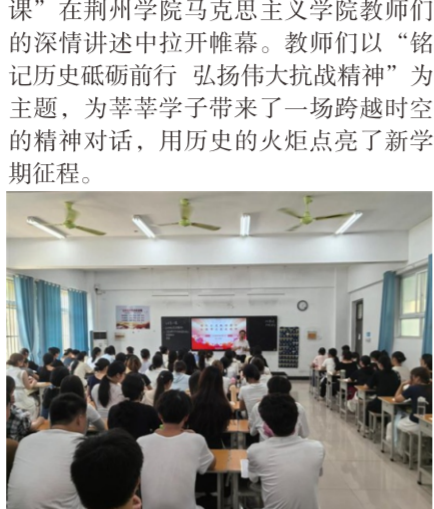 课”在荆州学院马克思主义学院教师们
的深情讲述中拉开帷幕。教师们以“铭
记历史砥砺前行 弘扬伟大抗战精神”为
主题，为莘莘学子带来了一场跨越时空
的精神对话，用历史的火炬点亮了新学
期征程。